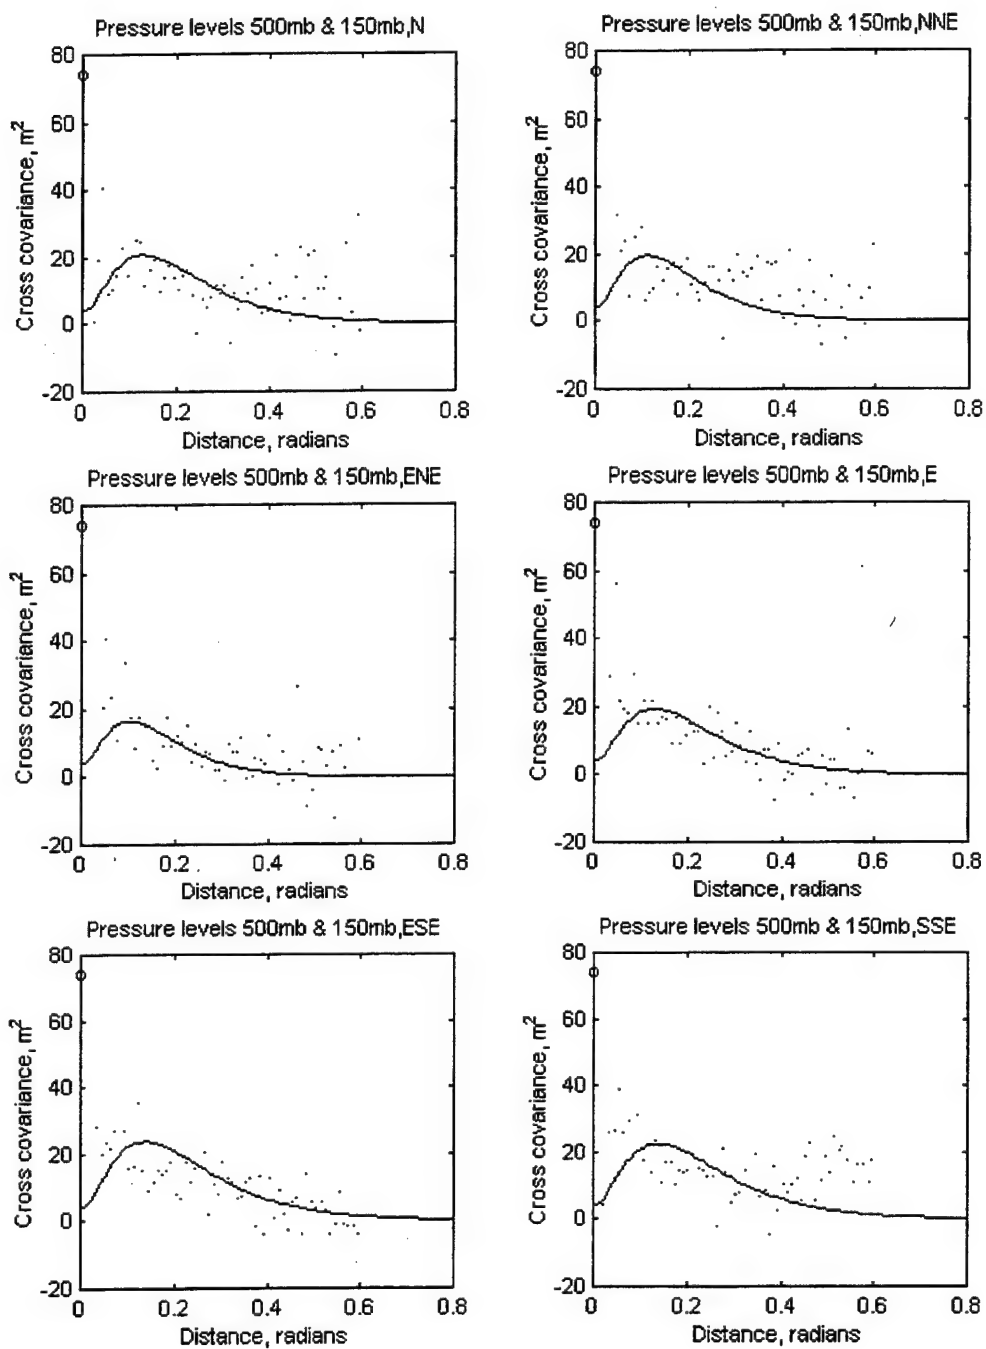 Pressure levels 500mb & 150mb,N
80
60
40
20
0
-20
Cross covariance, m²
0 0.2 0.4 0.6 0.8
Distance, radians
Pressure levels 500mb & 150mb,NNE
80
60
40
20
0
-20
Cross covariance, m²
0 0.2 0.4 0.6 0.8
Distance, radians
Pressure levels 500mb & 150mb,ENE
80
60
40
20
0
-20
Cross covariance, m²
0 0.2 0.4 0.6 0.8
Distance, radians
Pressure levels 500mb & 150mb,E
80
60
40
20
0
-20
Cross covariance, m²
0 0.2 0.4 0.6 0.8
Distance, radians
Pressure levels 500mb & 150mb,ESE
80
60
40
20
0
-20
Cross covariance, m²
0 0.2 0.4 0.6 0.8
Distance, radians
Pressure levels 500mb & 150mb,SSE
80
60
40
20
0
-20
Cross covariance, m²
0 0.2 0.4 0.6 0.8
Distance, radians